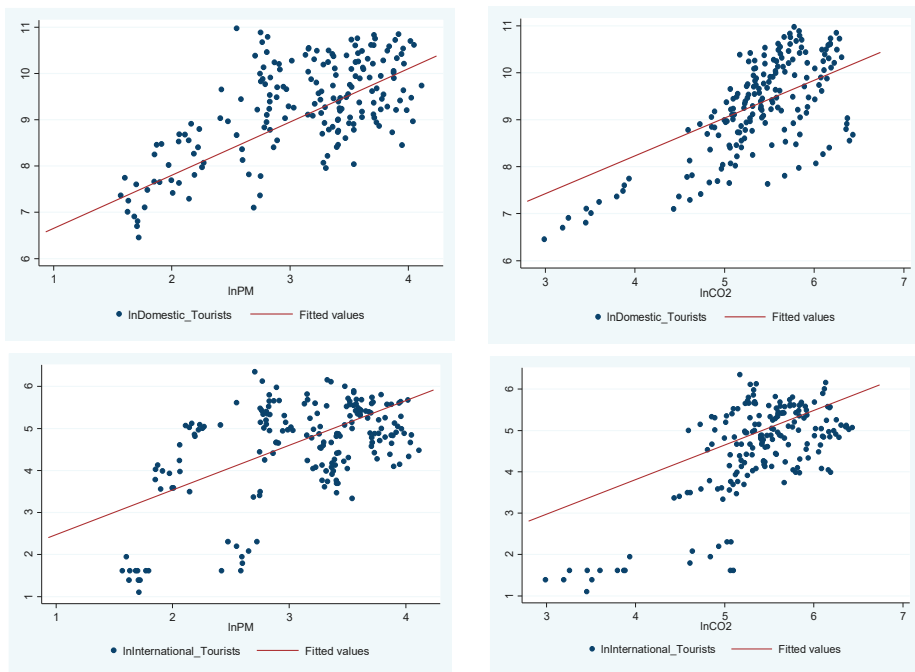 11
10
9
8
7
6
1 2 3 4
lnPM
lnDomestic_Tourists Fitted values
11
10
9
8
7
6
3 4 5 6 7
lnCO2
lnDomestic_Tourists Fitted values
6
5
4
3
2
1
1 2 3 4
lnPM
lnInternational_Tourists Fitted values
6
5
4
3
2
1
3 4 5 6 7
lnCO2
lnInternational_Tourists Fitted values